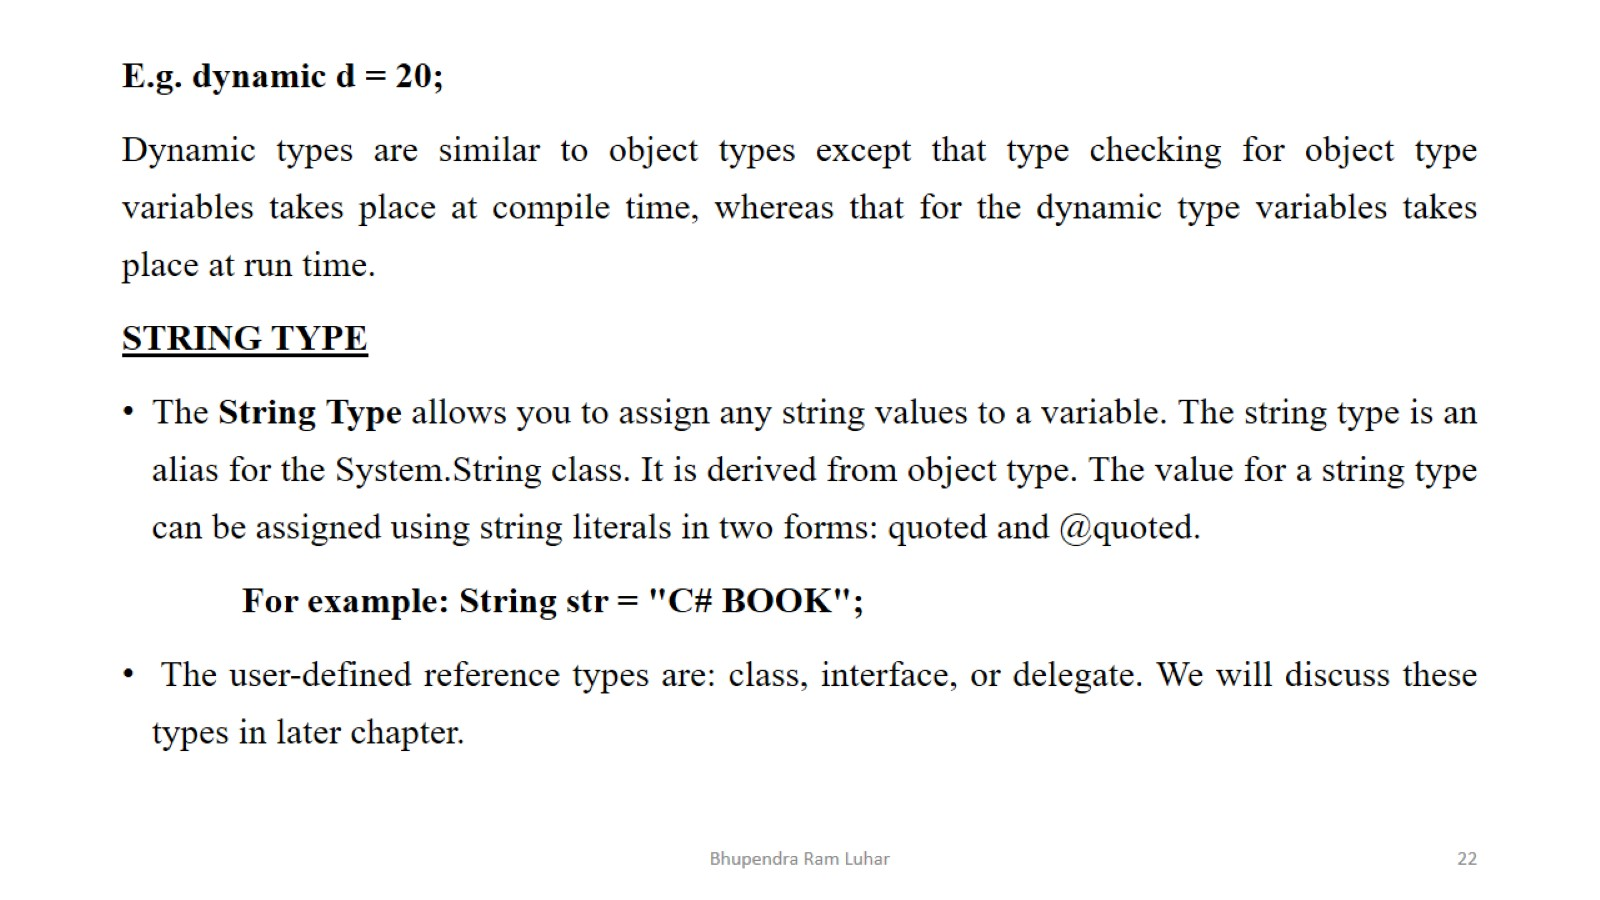 E.g. dynamic d = 20;
Dynamic types are similar to object types except that type checking for object type
variables takes place at compile time, whereas that for the dynamic type variables takes
place at run time.
STRING TYPE
• The String Type allows you to assign any string values to a variable. The string type is an
alias for the System.String class. It is derived from object type. The value for a string type
can be assigned using string literals in two forms: quoted and @quoted.
For example: String str = "C# BOOK";
• The user-defined reference types are: class, interface, or delegate. We will discuss these
types in later chapter.
Bhupendra Ram Luhar
22